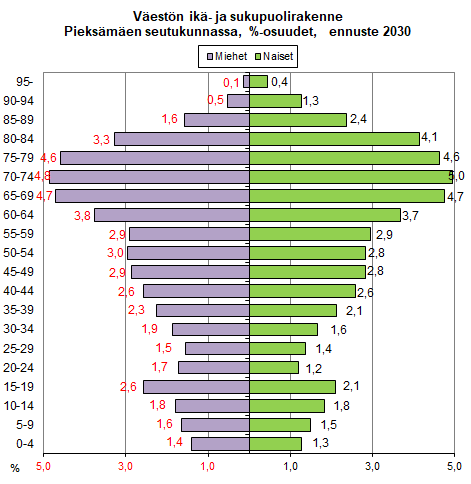 Väestön ikä- ja sukupuolirakenne
Pieksämäen seutukunnassa, %-osuudet, ennuste 2030
Miehet Naiset
95- 0,1 0,4
90-94 0,5 1,3
85-89 1,6 2,4
80-84 3,3 4,1
75-79 4,6 4,6
70-74 4,8 5,0
65-69 4,7 4,7
60-64 3,8 3,7
55-59 2,9 2,9
50-54 3,0 2,8
45-49 2,9 2,8
40-44 2,6 2,6
35-39 2,3 2,1
30-34 1,9 1,6
25-29 1,5 1,4
20-24 1,7 1,2
15-19 2,6 2,1
10-14 1,8 1,8
5-9 1,6 1,5
0-4 1,4 1,3
% 5,0 3,0 1,0 1,0 3,0 5,0